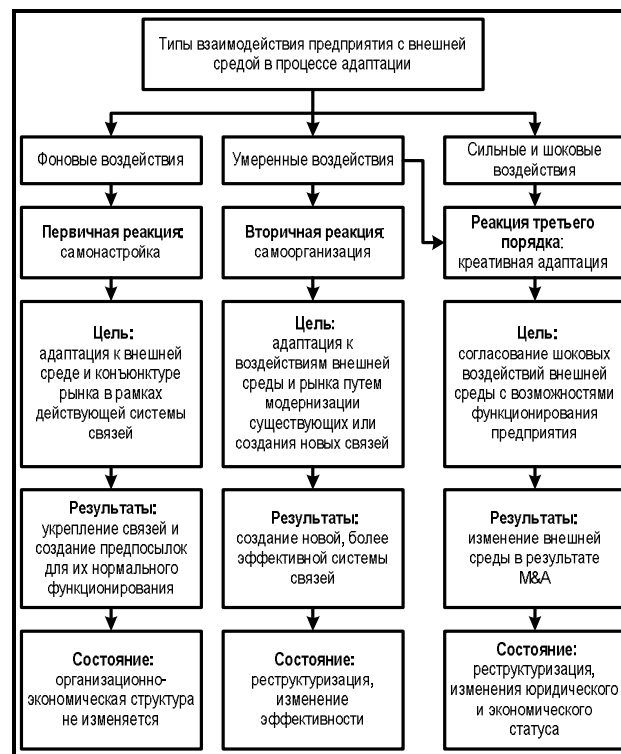 Типы взаимодействия предприятия с внешней
средой в процессе адаптации
Фоновые воздействия
Умеренные воздействия
Сильные и шоковые
воздействия
Первичная реакция:
самонастройка
Вторичная реакция:
самоорганизация
Реакция третьего
порядка:
креативная адаптация
Цель:
адаптация к внешней
среде и конъюнктуре
рынка в рамках
действующей системы
связей
Цель:
адаптация к
воздействиям внешней
среды и рынка путем
модернизации
существующих или
создания новых связей
Цель:
согласование шоковых
воздействий внешней
среды с возможностями
функционирования
предприятия
Результаты:
укрепление связей и
создание предпосылок
для их нормального
функционирования
Результаты:
создание новой, более
эффективной системы
связей
Результаты:
изменение внешней
среды в результате
M&A
Состояние:
организационно-
экономическая структура
не изменяется
Состояние:
реструктуризация,
изменение
эффективности
Состояние:
реструктуризация,
изменения юридического
и экономического
статуса